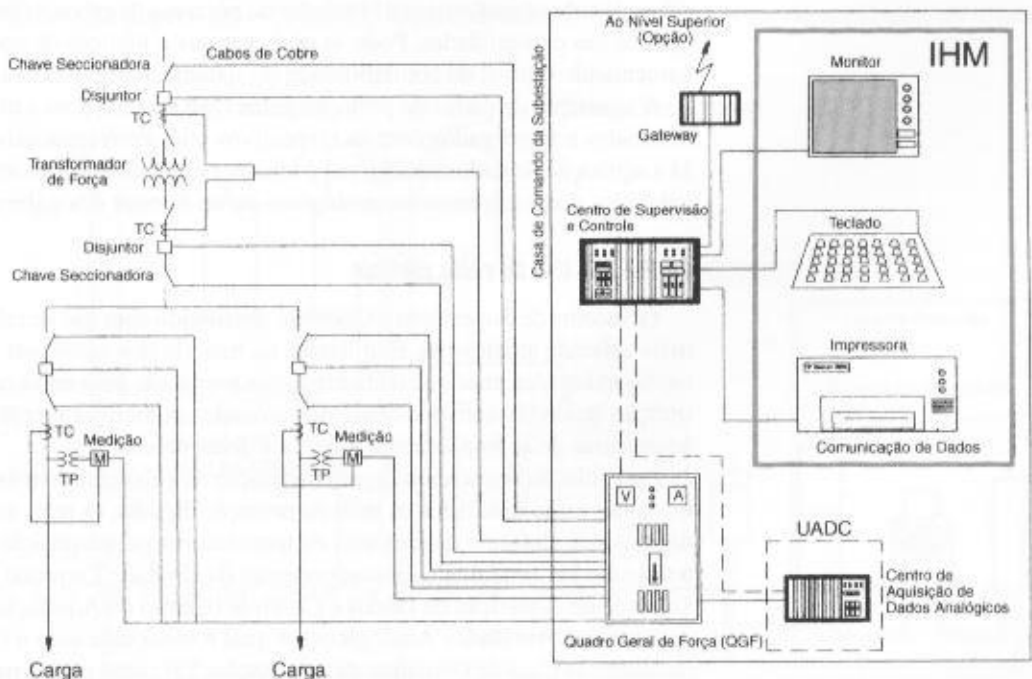 Ao Nível Superior
(Opção)
Gateway
IHM
Monitor
Chave Seccionadora
Cabos de Cobre
Disjuntor
TC
Transformador
de Força
TC
Disjuntor
Chave Seccionadora
Casa de Comando da Subestação
Centro de Supervisão
e Controle
Teclado
Impressora
Comunicação de Dados
TC
Medição
M
TP
TC
Medição
M
TP
V
A
Quadro Geral de Força (QGF)
UADC
Centro de
Aquisição de
Dados Analógicos
Carga
Carga